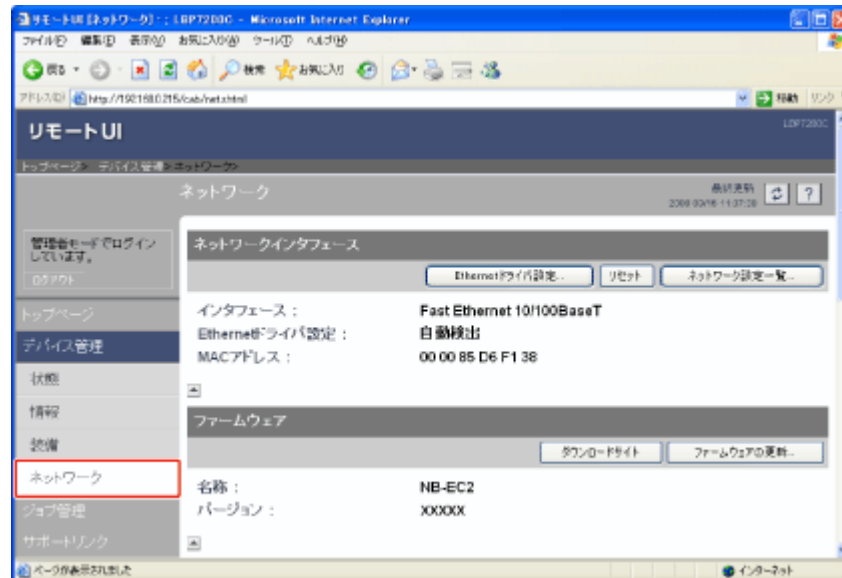 リモートUI [ネットワーク] : ; LBP7200C - Microsoft Internet Explorer
ファイル(F) 編集(E) 表示(V) お気に入り(A) ツール(T) ヘルプ(H)
戻る 検索 お気に入り
アドレス(D) http://192.168.0.215/cab/net.shtml 移動 リンク
リモートUI
LBP7200C
トップページ> デバイス管理> ネットワーク>
ネットワーク
最終更新
11:37:38
?
管理者モードでログイン
しています。
ログアウト
ネットワークインタフェース
Ethernetドライバ設定... リセット ネットワーク設定一覧...
トップページ
デバイス管理
状態
情報
装備
ネットワーク
ジョブ管理
サポートリンク
インタフェース : Fast Ethernet 10/100BaseT
Ethernetドライバ設定 : 自動検出
MACアドレス : 00 00 85 D6 F1 38
ファームウェア
ダウンロードサイト ファームウェアの更新...
名称 : NB-EC2
バージョン : XXXXX
ページが表示されました インターネット